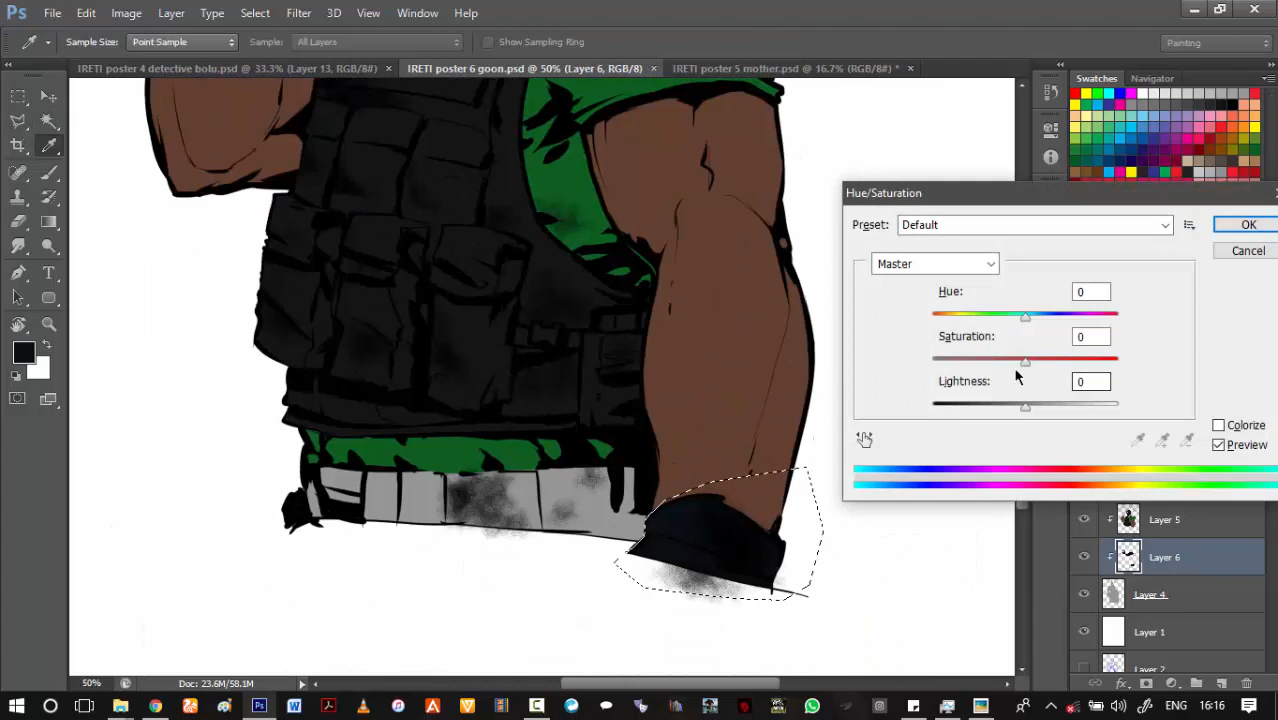 Ps File Edit Image Layer Type Select Filter 3D View Window Help
Sample Size: Point Sample Sample: All Layers Show Sampling Ring Painting
IRETI poster 4 detective bolu.psd @ 33.3% (Layer 13, RGB/8#) × IRETI poster 6 goon.psd @ 50% (Layer 6, RGB/8) × IRETI poster 5 mother.psd @ 16.7% (RGB/8#) * ×
Swatches Navigator
Hue/Saturation
Preset: Default OK
Cancel
Master
Hue: 0
Saturation: 0
Lightness: 0
Colorize
Preview
Layer 5
Layer 6
Layer 4
Layer 1
Layer 2
50% Doc: 23.6M/58.1M
16:16